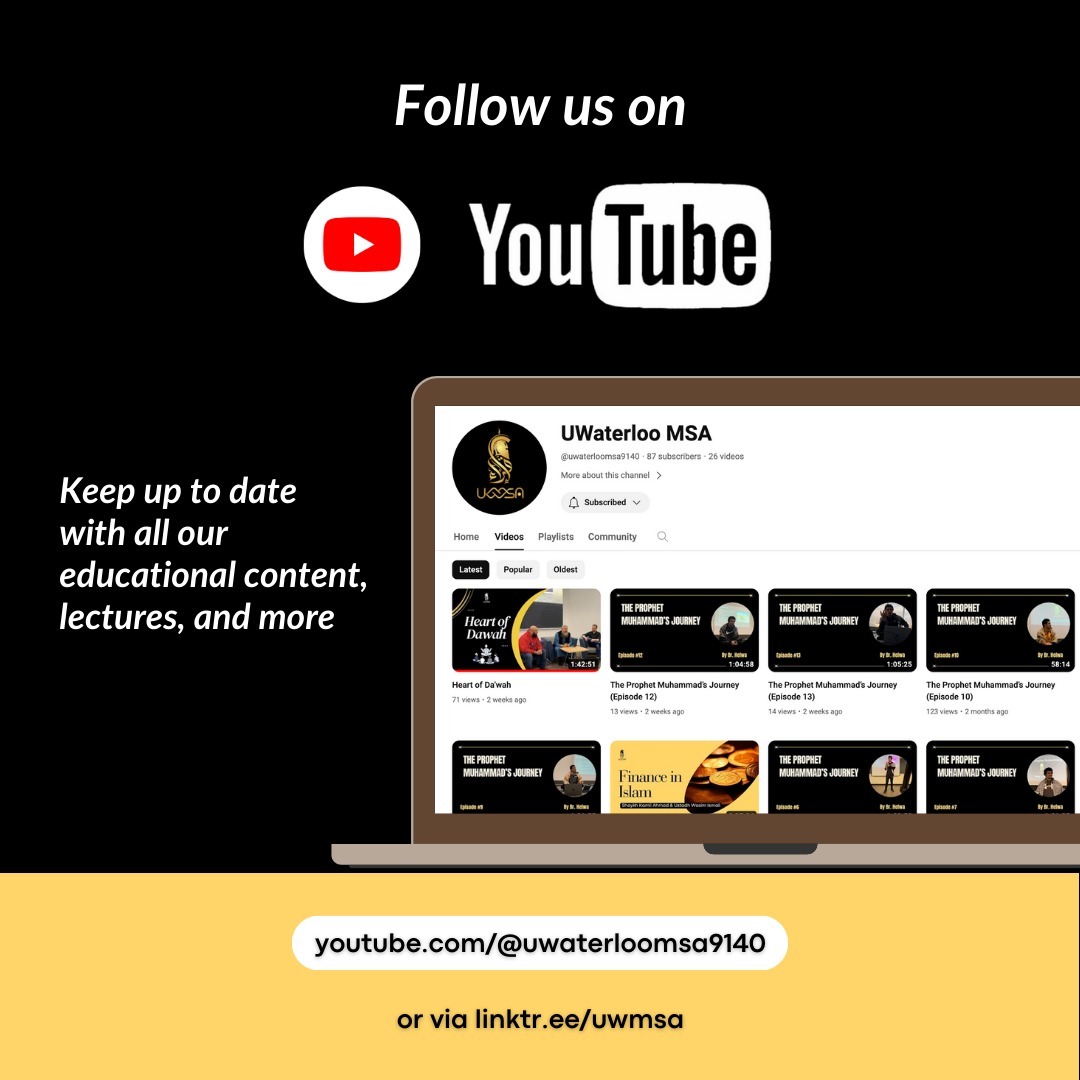 Follow us on
YouTube
Keep up to date
with all our
educational content,
lectures, and more
UWaterloo MSA
@uwaterloomsa9140 · 87 subscribers · 26 videos
More about this channel
Subscribed
UWMSA
Home Videos Playlists Community
Latest Popular Oldest
Heart of
Dawah
1:42:51
THE PROPHET
MUHAMMAD'S JOURNEY
Episode #12 By Dr. Helwa
1:04:58
THE PROPHET
MUHAMMAD'S JOURNEY
Episode #13 By Dr. Helwa
1:05:25
THE PROPHET
MUHAMMAD'S JOURNEY
Episode #10 By Dr. Helwa
58:14
Heart of Da'wah
71 views · 2 weeks ago
The Prophet Muhammad's Journey
(Episode 12)
13 views · 2 weeks ago
The Prophet Muhammad's Journey
(Episode 13)
14 views · 2 weeks ago
The Prophet Muhammad's Journey
(Episode 10)
123 views · 2 months ago
THE PROPHET
MUHAMMAD'S JOURNEY
Episode #9 By Dr. Helwa
Finance in
Islam
Shaykh Kamil Ahmad & Ustadh Wasim Ismail
THE PROPHET
MUHAMMAD'S JOURNEY
Episode #6 By Dr. Helwa
THE PROPHET
MUHAMMAD'S JOURNEY
Episode #7 By Dr. Helwa
youtube.com/@uwaterloomsa9140
or via linktr.ee/uwmsa